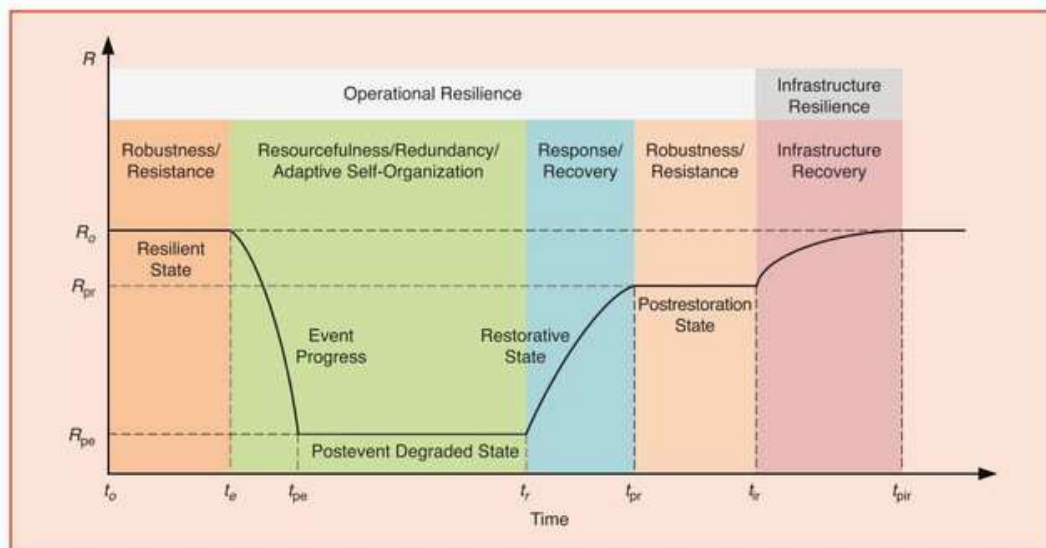 R
Operational Resilience
Infrastructure
Resilience
Robustness/
Resistance
Resourcefulness/Redundancy/
Adaptive Self-Organization
Response/
Recovery
Robustness/
Resistance
Infrastructure
Recovery
Ro
Resilient
State
Rpr
Event
Progress
Restorative
State
Postrestoration
State
Rpe
Postevent Degraded State
to
te
tpe
tr
tpr
tir
tpir
Time